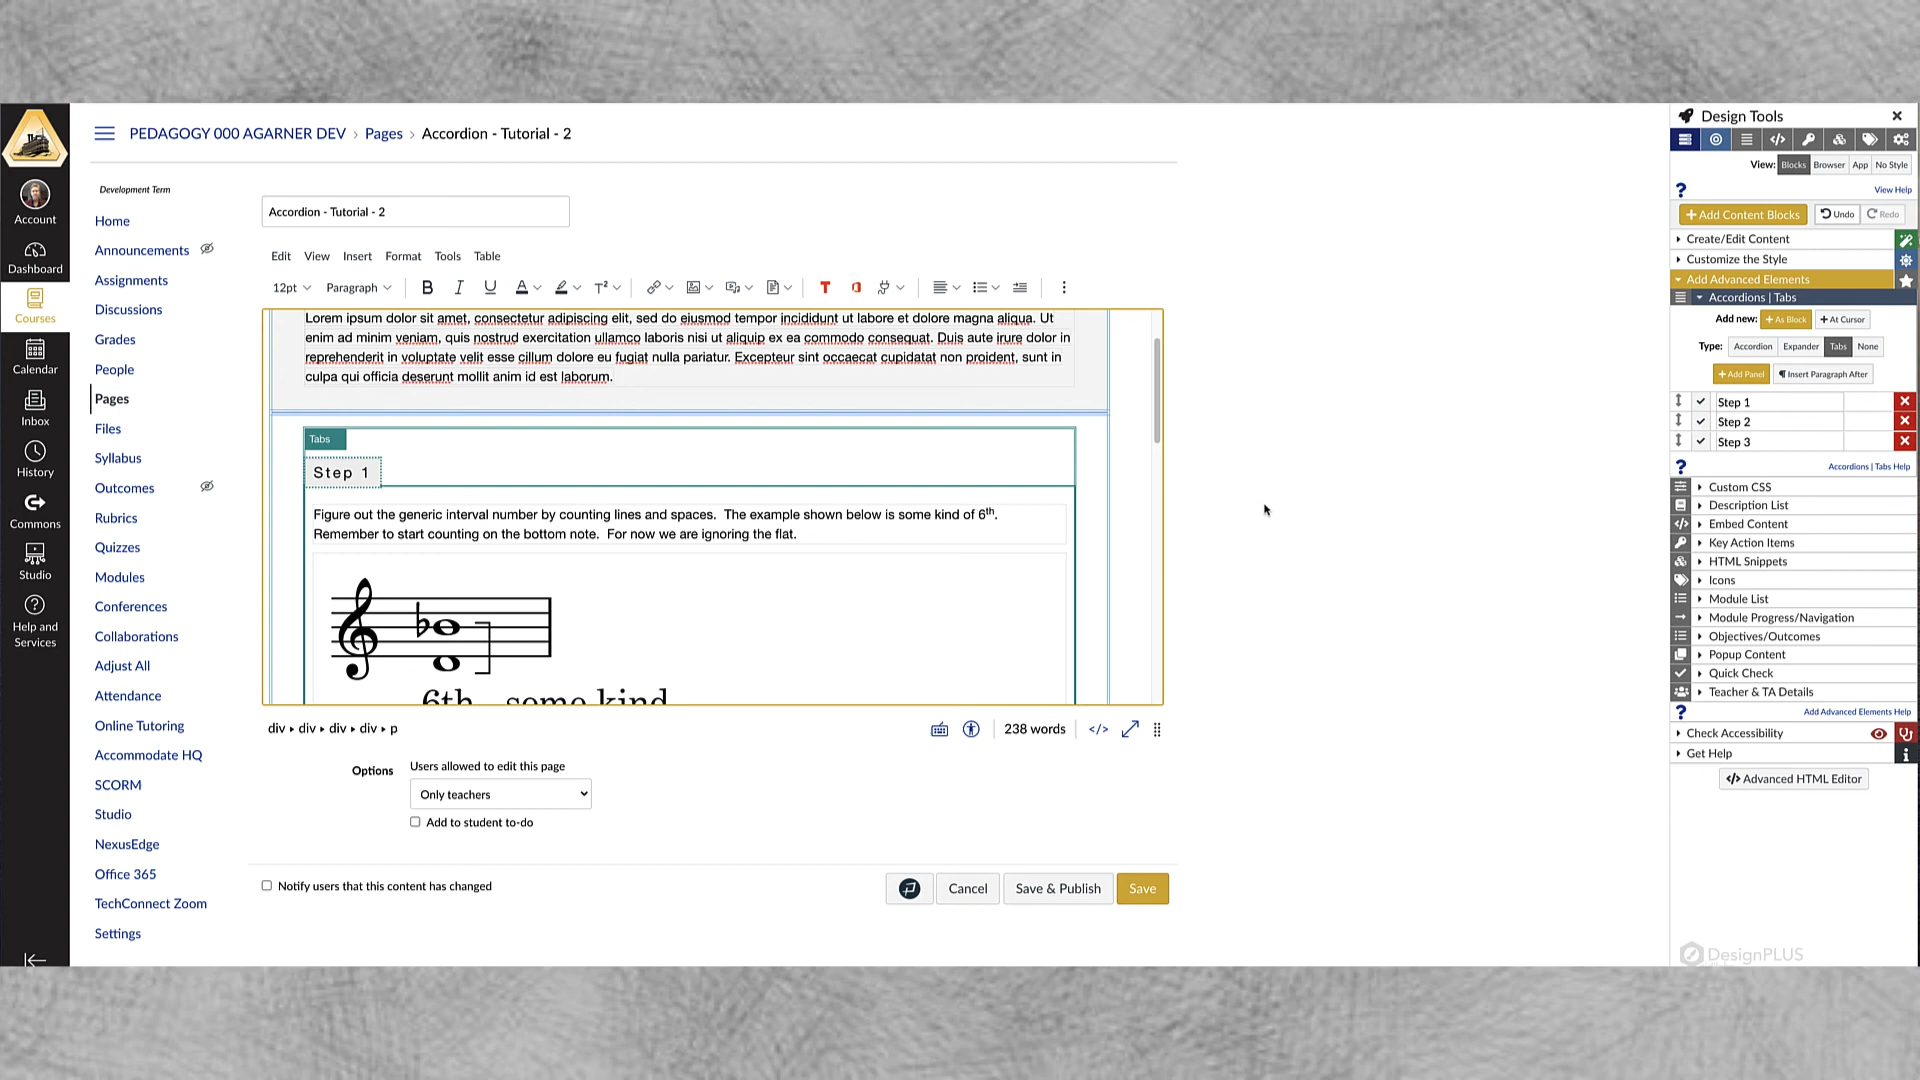 PEDAGOGY 000 AGARNER DEV › Pages › Accordion - Tutorial - 2
Account
Dashboard
Courses
Calendar
Inbox
History
Commons
Studio
Help and
Services
Development Term
Home
Announcements
Assignments
Discussions
Grades
People
Pages
Files
Syllabus
Outcomes
Rubrics
Quizzes
Modules
Conferences
Collaborations
Adjust All
Attendance
Online Tutoring
Accommodate HQ
SCORM
Studio
NexusEdge
Office 365
TechConnect Zoom
Settings
Accordion - Tutorial - 2
Edit View Insert Format Tools Table
12pt Paragraph
Lorem ipsum dolor sit amet, consectetur adipiscing elit, sed do eiusmod tempor incididunt ut labore et dolore magna aliqua. Ut
enim ad minim veniam, quis nostrud exercitation ullamco laboris nisi ut aliquip ex ea commodo consequat. Duis aute irure dolor in
reprehenderit in voluptate velit esse cillum dolore eu fugiat nulla pariatur. Excepteur sint occaecat cupidatat non proident, sunt in
culpa qui officia deserunt mollit anim id est laborum.
Tabs
Step 1
Figure out the generic interval number by counting lines and spaces. The example shown below is some kind of 6th.
Remember to start counting on the bottom note. For now we are ignoring the flat.
6th - some kind
div ▸ div ▸ div ▸ div ▸ p
238 words </>
Options
Users allowed to edit this page
Only teachers
Add to student to-do
Notify users that this content has changed
Cancel
Save & Publish
Save
Design Tools
View: Blocks Browser App No Style
? View Help
+ Add Content Blocks Undo Redo
Create/Edit Content
Customize the Style
Add Advanced Elements
Accordions | Tabs
Add new: + As Block + At Cursor
Type: Accordion Expander Tabs None
+ Add Panel ¶ Insert Paragraph After
Step 1
Step 2
Step 3
? Accordions | Tabs Help
Custom CSS
Description List
Embed Content
Key Action Items
HTML Snippets
Icons
Module List
Module Progress/Navigation
Objectives/Outcomes
Popup Content
Quick Check
Teacher & TA Details
? Add Advanced Elements Help
Check Accessibility
Get Help
</> Advanced HTML Editor
DesignPLUS